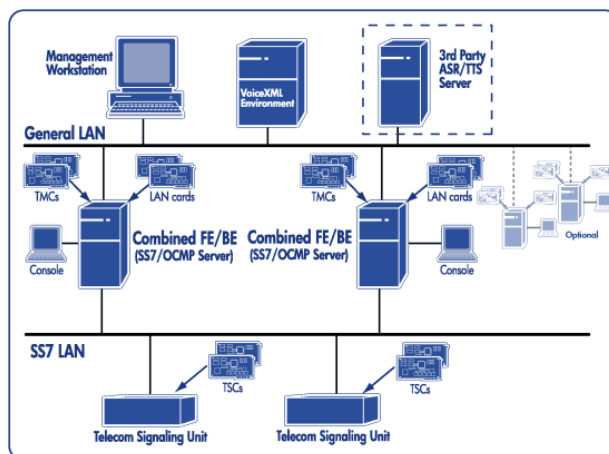 Management
Workstation
VoiceXML
Environment
3rd Party
ASR/TTS
Server
General LAN
TMCs
LAN cards
TMCs
LAN cards
Console
Combined FE/BE
(SS7/OCMP Server)
Combined FE/BE
(SS7/OCMP Server)
Console
Optional
SS7 LAN
TSCs
TSCs
Telecom Signaling Unit
Telecom Signaling Unit